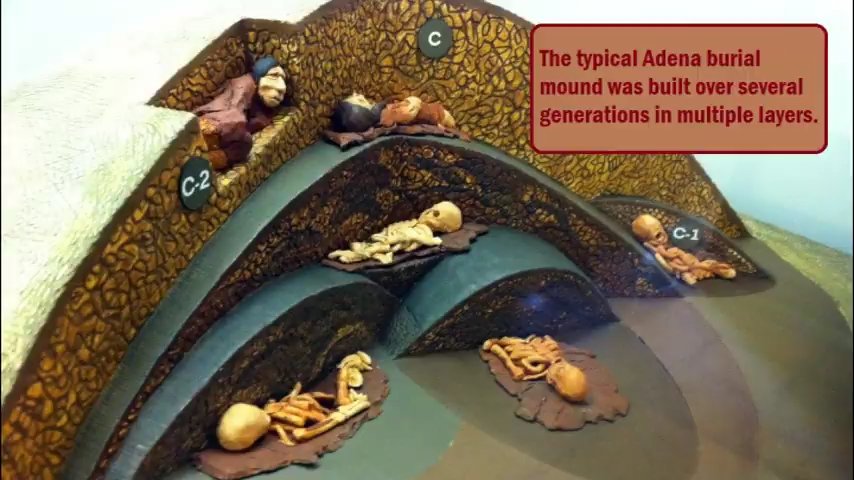 C
The typical Adena burial
mound was built over several
generations in multiple layers.
C-2
C-1